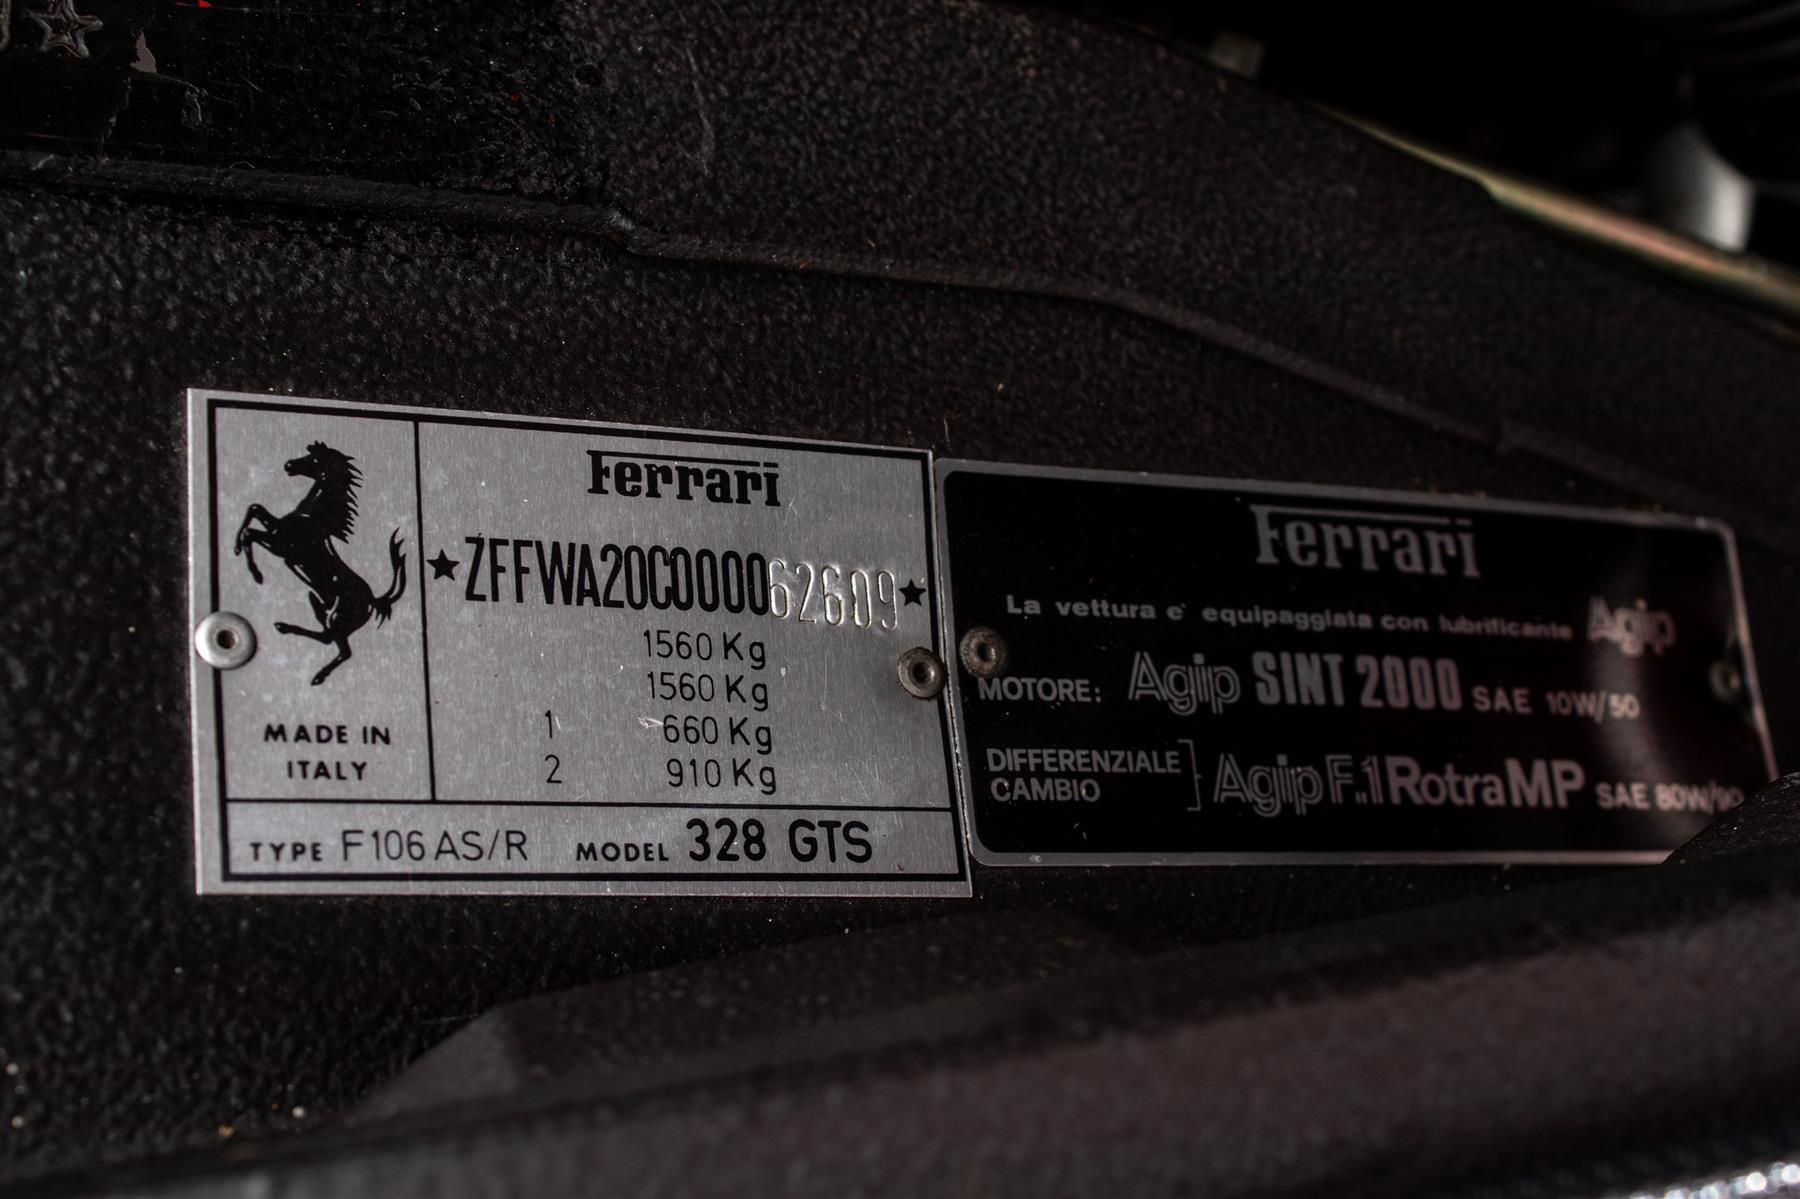 Ferrari
★ZFFWA20C000062609★
1560 Kg
1560 Kg
1 660 Kg
2 910 Kg
MADE IN
ITALY
TYPE F106 AS/R MODEL 328 GTS
Ferrari
La vettura e' equipaggiata con lubrificante Agip
MOTORE: Agip SINT 2000 SAE 10W/50
DIFFERENZIALE
CAMBIO
Agip F.1 Rotra MP SAE 80W/90